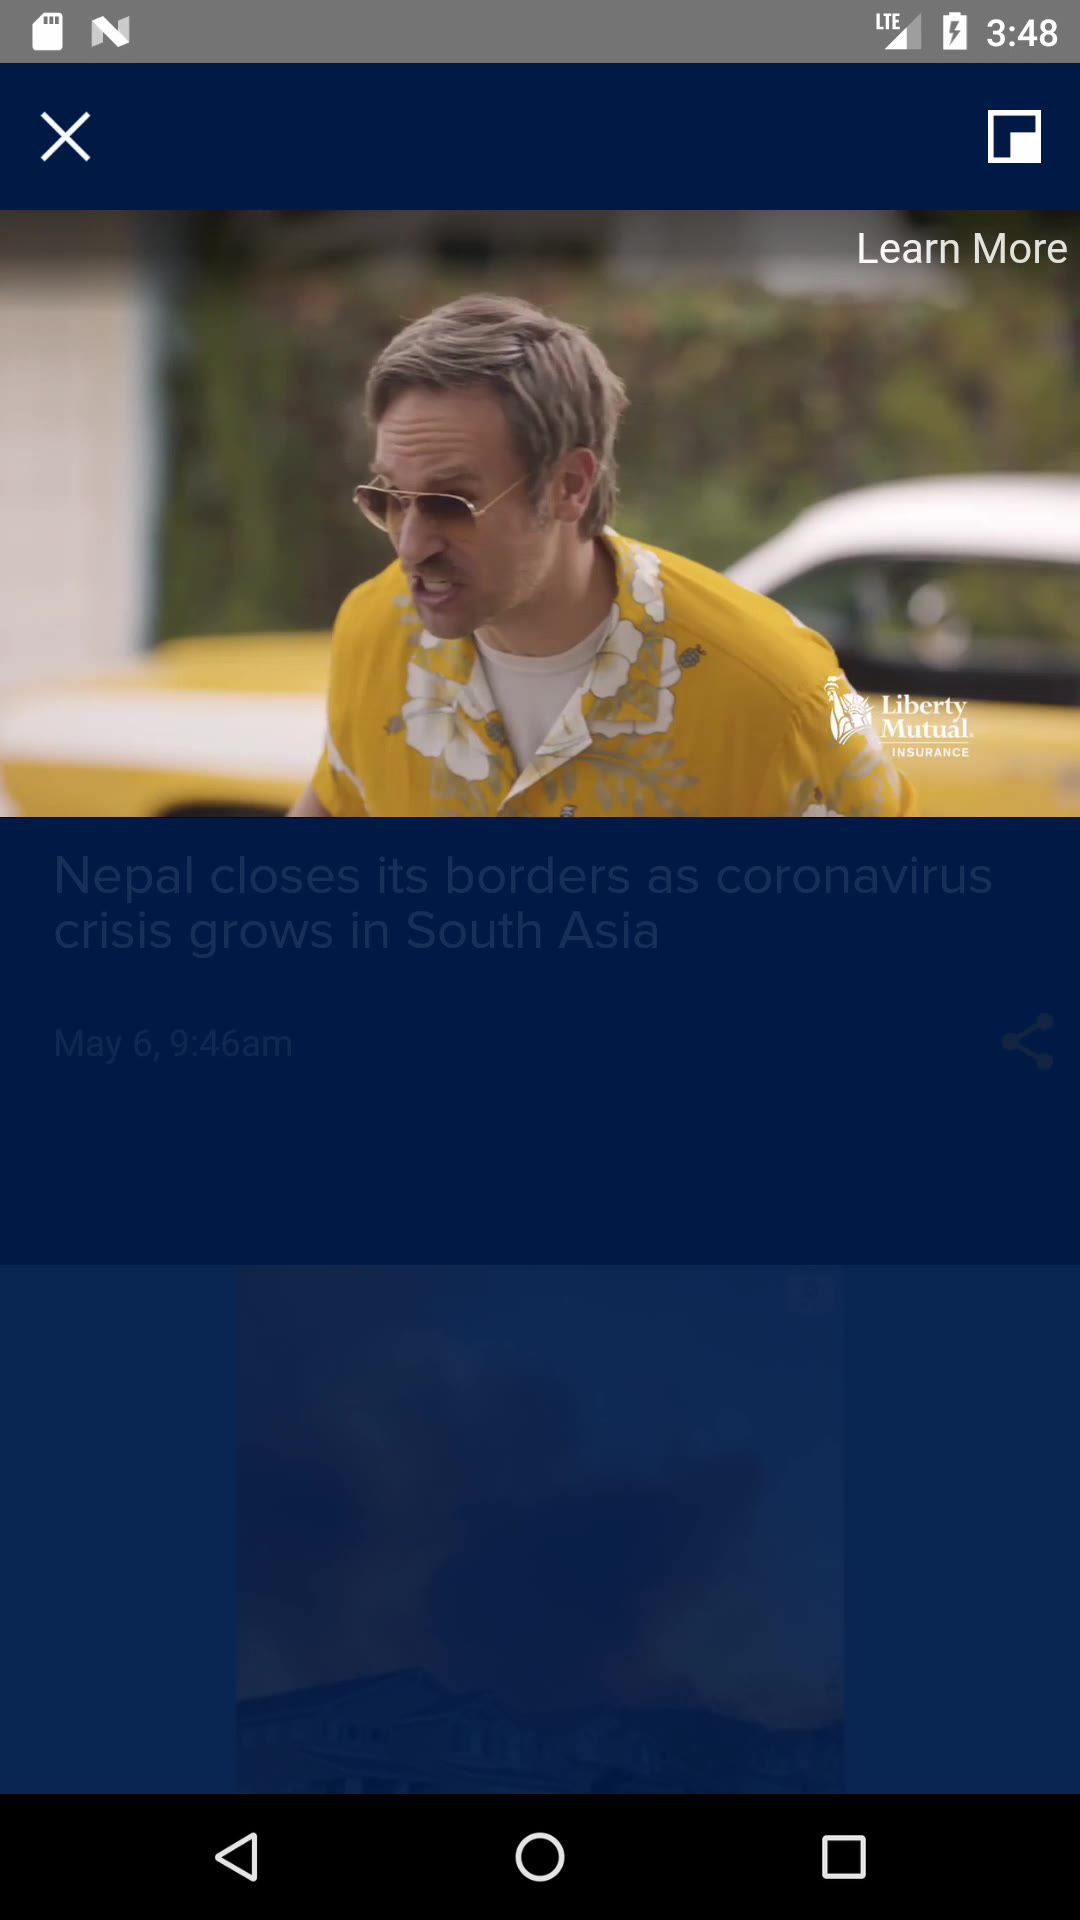 LTE 3:48
Learn More
Liberty
Mutual.
INSURANCE
Nepal closes its borders as coronavirus
crisis grows in South Asia
May 6, 9:46am